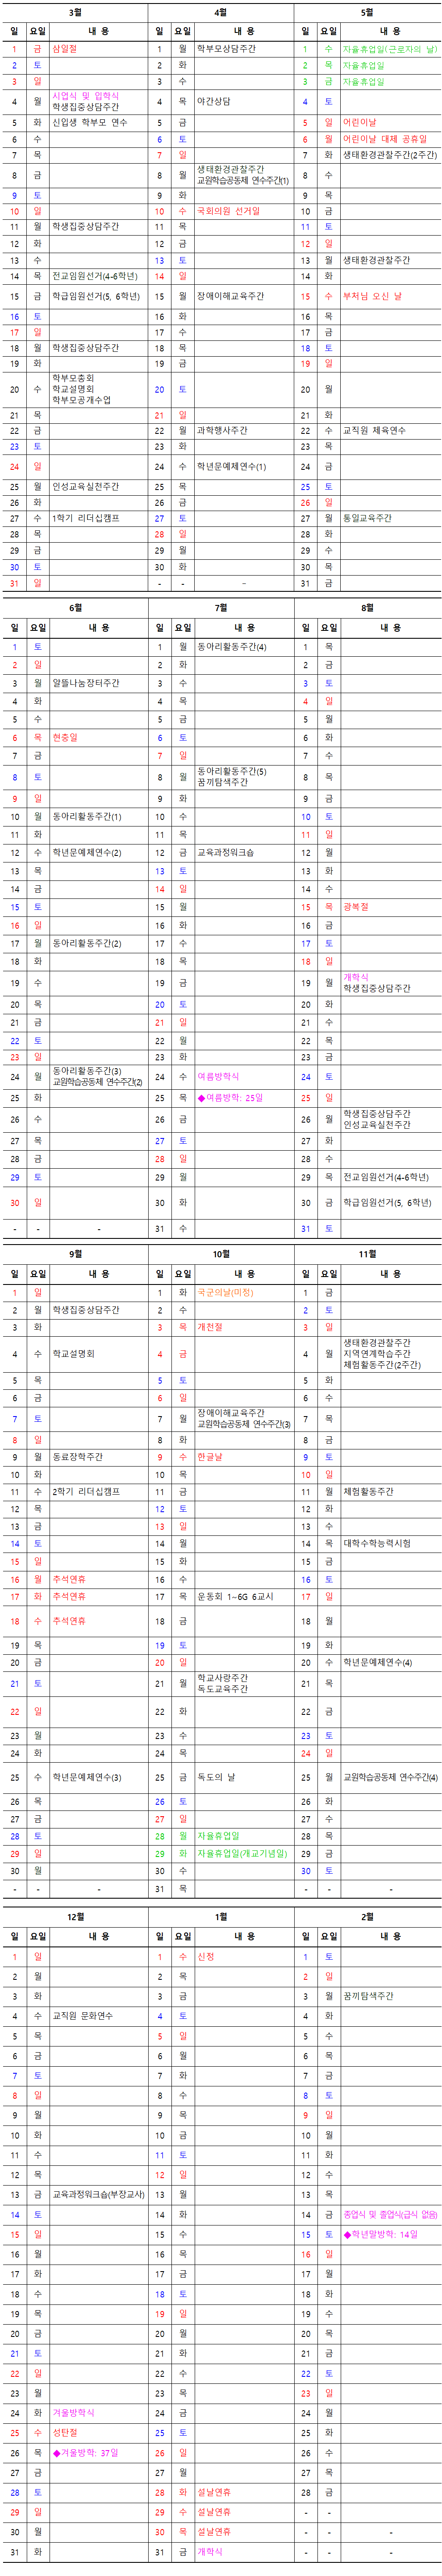 3월 4월 5월
일 요일 내 용 일 요일 내 용 일 요일 내 용
1 금 삼일절 1 월 학부모상담주간 1 수 자율휴업일(근로자의 날)
2 토 2 화 2 목 자율휴업일
3 일 3 수 3 금 자율휴업일
4 월 시업식 및 입학식
학생집중상담주간 4 목 야간상담 4 토
5 화 신입생 학부모 연수 5 금 5 일 어린이날
6 수 6 토 6 월 어린이날 대체 공휴일
7 목 7 일 7 화 생태환경관찰주간(2주간)
8 금 8 월 생태환경관찰주간
교원학습공동체 연수주간(1) 8 수
9 토 9 화 9 목
10 일 10 수 국회의원 선거일 10 금
11 월 학생집중상담주간 11 목 11 토
12 화 12 금 12 일
13 수 13 토 13 월 생태환경관찰주간
14 목 전교임원선거(4-6학년) 14 일 14 화
15 금 학급임원선거(5, 6학년) 15 월 장애이해교육주간 15 수 부처님 오신 날
16 토 16 화 16 목
17 일 17 수 17 금
18 월 학생집중상담주간 18 목 18 토
19 화 19 금 19 일
20 수 학부모총회
학교설명회
학부모공개수업 20 토 20 월
21 목 21 일 21 화
22 금 22 월 과학행사주간 22 수 교직원 체육연수
23 토 23 화 23 목
24 일 24 수 학년문예체연수(1) 24 금
25 월 인성교육실천주간 25 목 25 토
26 화 26 금 26 일
27 수 1학기 리더십캠프 27 토 27 월 통일교육주간
28 목 28 일 28 화
29 금 29 월 29 수
30 토 30 화 30 목
31 일 - - - 31 금
6월 7월 8월
일 요일 내 용 일 요일 내 용 일 요일 내 용
1 토 1 월 동아리활동주간(4) 1 목
2 일 2 화 2 금
3 월 알뜰나눔장터주간 3 수 3 토
4 화 4 목 4 일
5 수 5 금 5 월
6 목 현충일 6 토 6 화
7 금 7 일 7 수
8 토 8 월 동아리활동주간(5)
꿈끼탐색주간 8 목
9 일 9 화 9 금
10 월 동아리활동주간(1) 10 수 10 토
11 화 11 목 11 일
12 수 학년문예체연수(2) 12 금 교육과정워크숍 12 월
13 목 13 토 13 화
14 금 14 일 14 수
15 토 15 월 15 목 광복절
16 일 16 화 16 금
17 월 동아리활동주간(2) 17 수 17 토
18 화 18 목 18 일
19 수 19 금 19 월 개학식
학생집중상담주간
20 목 20 토 20 화
21 금 21 일 21 수
22 토 22 월 22 목
23 일 23 화 23 금
24 월 동아리활동주간(3)
교원학습공동체 연수주간(2) 24 수 여름방학식 24 토
25 화 25 목 ◆여름방학: 25일 25 일
26 수 26 금 26 월 학생집중상담주간
인성교육실천주간
27 목 27 토 27 화
28 금 28 일 28 수
29 토 29 월 29 목 전교임원선거(4-6학년)
30 일 30 화 30 금 학급임원선거(5, 6학년)
- - - 31 수 31 토
9월 10월 11월
일 요일 내 용 일 요일 내 용 일 요일 내 용
1 일 1 화 국군의날(미정) 1 금
2 월 학생집중상담주간 2 수 2 토
3 화 3 목 개천절 3 일
4 수 학교설명회 4 금 4 월 생태환경관찰주간
지역연계학습주간
체험활동주간(2주간)
5 목 5 토 5 화
6 금 6 일 6 수
7 토 7 월 장애이해교육주간
교원학습공동체 연수주간(3) 7 목
8 일 8 화 8 금
9 월 동료장학주간 9 수 한글날 9 토
10 화 10 목 10 일
11 수 2학기 리더십캠프 11 금 11 월 체험활동주간
12 목 12 토 12 화
13 금 13 일 13 수
14 토 14 월 14 목 대학수학능력시험
15 일 15 화 15 금
16 월 추석연휴 16 수 16 토
17 화 추석연휴 17 목 운동회 1~6G 6교시 17 일
18 수 추석연휴 18 금 18 월
19 목 19 토 19 화
20 금 20 일 20 수 학년문예체연수(4)
21 토 21 월 학교사랑주간
독도교육주간 21 목
22 일 22 화 22 금
23 월 23 수 23 토
24 화 24 목 24 일
25 수 학년문예체연수(3) 25 금 독도의 날 25 월 교원학습공동체 연수주간(4)
26 목 26 토 26 화
27 금 27 일 27 수
28 토 28 월 자율휴업일 28 목
29 일 29 화 자율휴업일(개교기념일) 29 금
30 월 30 수 30 토
- - - 31 목 - - -
12월 1월 2월
일 요일 내 용 일 요일 내 용 일 요일 내 용
1 일 1 수 신정 1 토
2 월 2 목 2 일
3 화 3 금 3 월 꿈끼탐색주간
4 수 교직원 문화연수 4 토 4 화
5 목 5 일 5 수
6 금 6 월 6 목
7 토 7 화 7 금
8 일 8 수 8 토
9 월 9 목 9 일
10 화 10 금 10 월
11 수 11 토 11 화
12 목 12 일 12 수
13 금 교육과정워크숍(부장교사) 13 월 13 목
14 토 14 화 14 금 종업식 및 졸업식(급식 없음)
15 일 15 수 15 토 ◆학년말방학: 14일
16 월 16 목 16 일
17 화 17 금 17 월
18 수 18 토 18 화
19 목 19 일 19 수
20 금 20 월 20 목
21 토 21 화 21 금
22 일 22 수 22 토
23 월 23 목 23 일
24 화 겨울방학식 24 금 24 월
25 수 성탄절 25 토 25 화
26 목 ◆겨울방학: 37일 26 일 26 수
27 금 27 월 27 목
28 토 28 화 설날연휴 28 금
29 일 29 수 설날연휴 - -
30 월 30 목 설날연휴 - - -
31 화 31 금 개학식 - - -